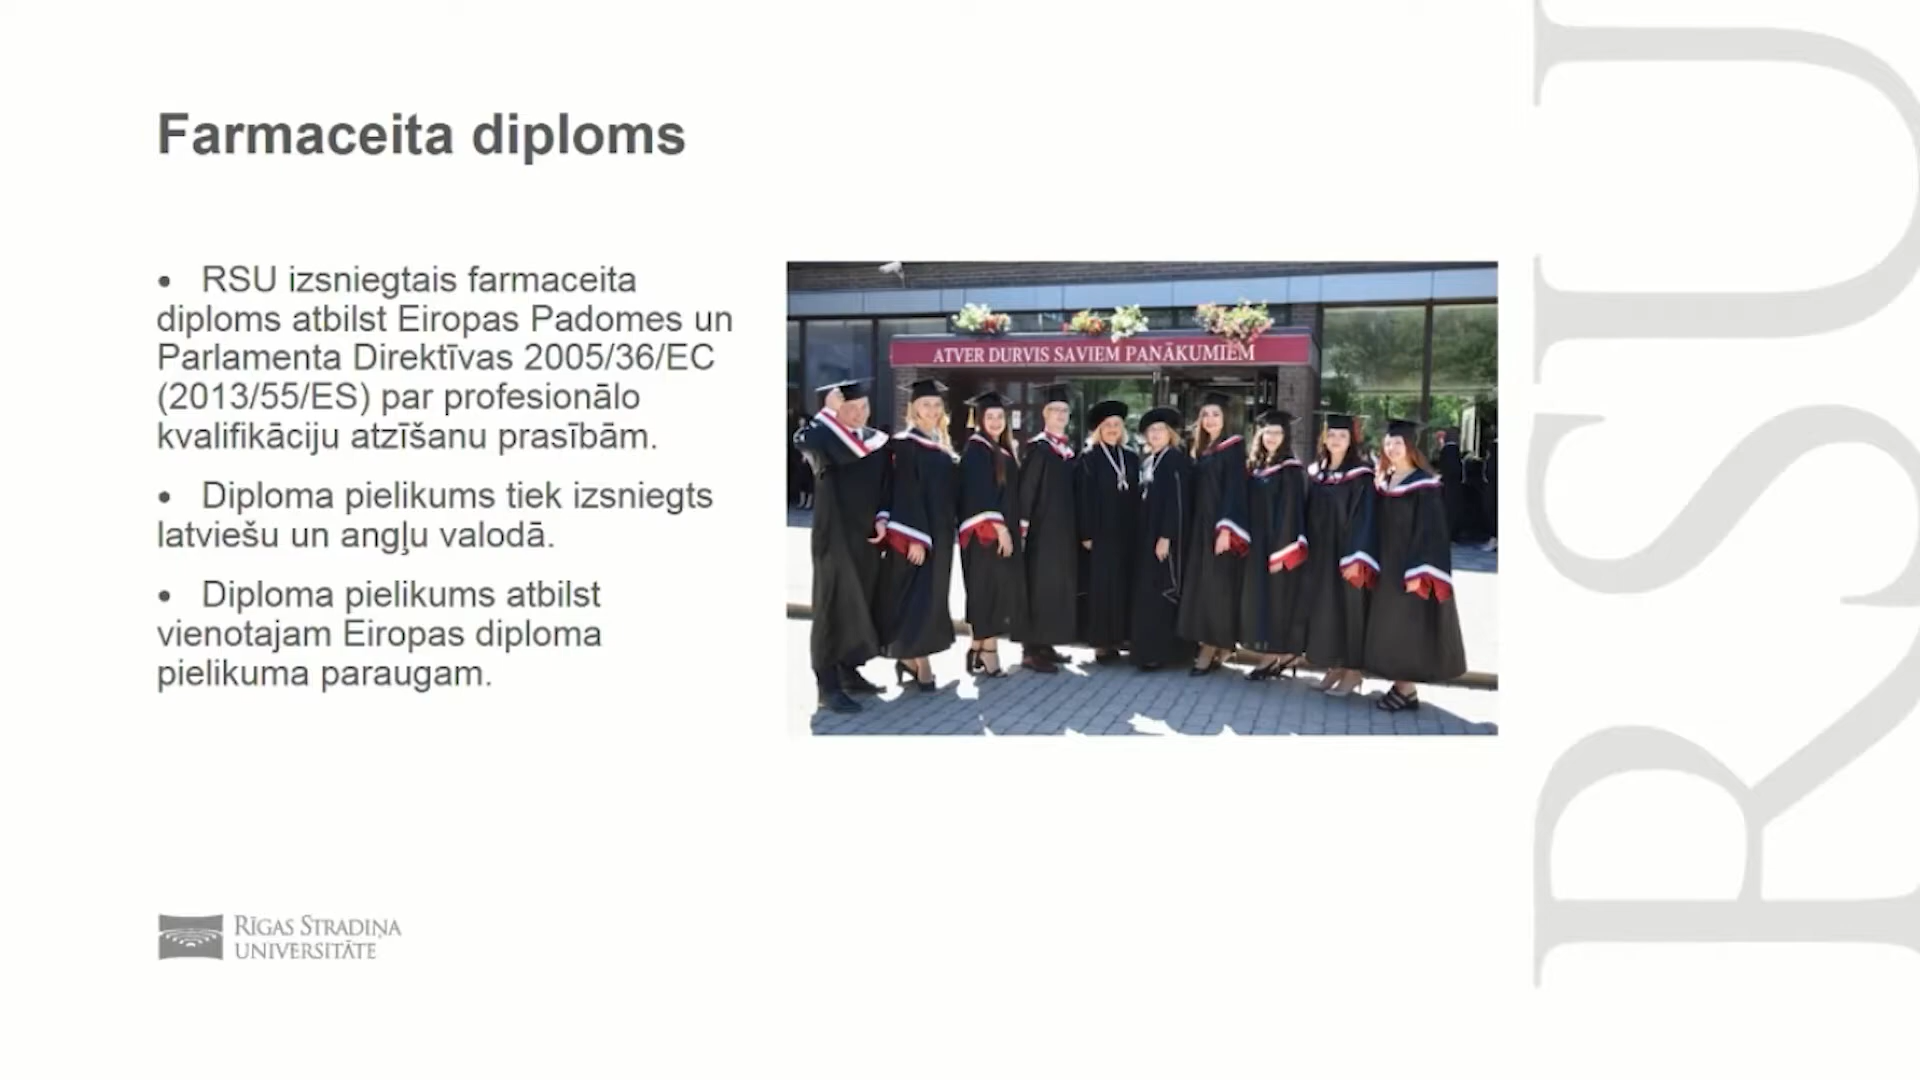 Farmaceita diploms
• RSU izsniegtais farmaceita
diploms atbilst Eiropas Padomes un
Parlamenta Direktīvas 2005/36/EC
(2013/55/ES) par profesionālo
kvalifikāciju atzīšanu prasībām.
• Diploma pielikums tiek izsniegts
latviešu un angļu valodā.
• Diploma pielikums atbilst
vienotajam Eiropas diploma
pielikuma paraugam.
ATVER DURVIS SAVIEM PANĀKUMIEM
RĪGAS STRADIŅA
UNIVERSITĀTE
RSU